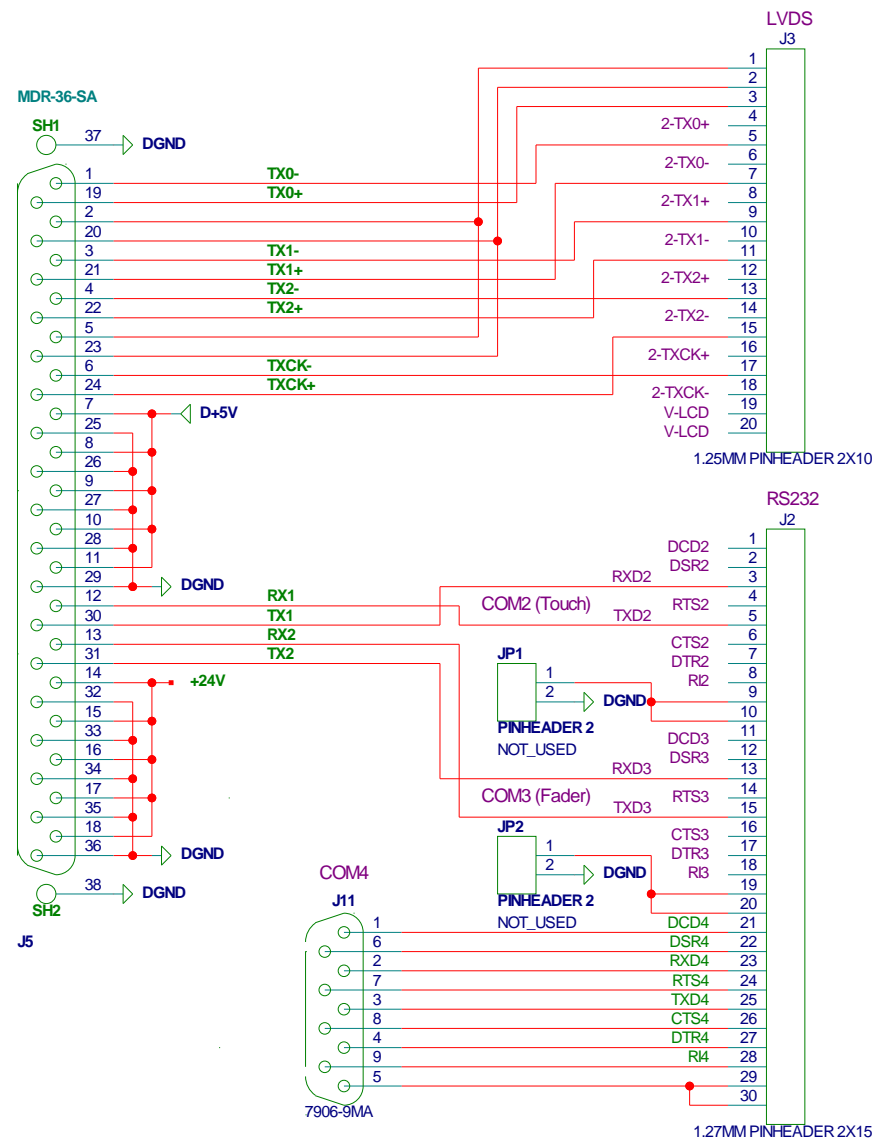 LVDS
J3
1
2
3
4
5
6
7
8
9
10
11
12
13
14
15
16
17
18
19
20
2-TX0+
2-TX0-
2-TX1+
2-TX1-
2-TX2+
2-TX2-
2-TXCK+
2-TXCK-
V-LCD
V-LCD
1.25MM PINHEADER 2X10
MDR-36-SA
SH1
37
DGND
1
TX0-
19
TX0+
2
20
3
TX1-
21
TX1+
4
TX2-
22
TX2+
5
23
6
TXCK-
24
TXCK+
7
D+5V
25
8
26
9
27
10
28
11
29
DGND
12
RX1
30
TX1
13
RX2
31
TX2
14
+24V
32
15
33
16
34
17
35
18
36
DGND
38
DGND
SH2
J5
RS232
J2
DCD2 1
DSR2 2
RXD2 3
RTS2 4
TXD2 5
CTS2 6
DTR2 7
RI2 8
9
10
DCD3 11
DSR3 12
RXD3 13
RTS3 14
TXD3 15
CTS3 16
DTR3 17
RI3 18
19
20
DCD4 21
DSR4 22
RXD4 23
RTS4 24
TXD4 25
CTS4 26
DTR4 27
RI4 28
29
30
1.27MM PINHEADER 2X15
COM2 (Touch)
JP1
1
2
DGND
PINHEADER 2
NOT_USED
COM3 (Fader)
JP2
1
2
DGND
PINHEADER 2
NOT_USED
COM4
J11
1
6
2
7
3
8
4
9
5
7906-9MA